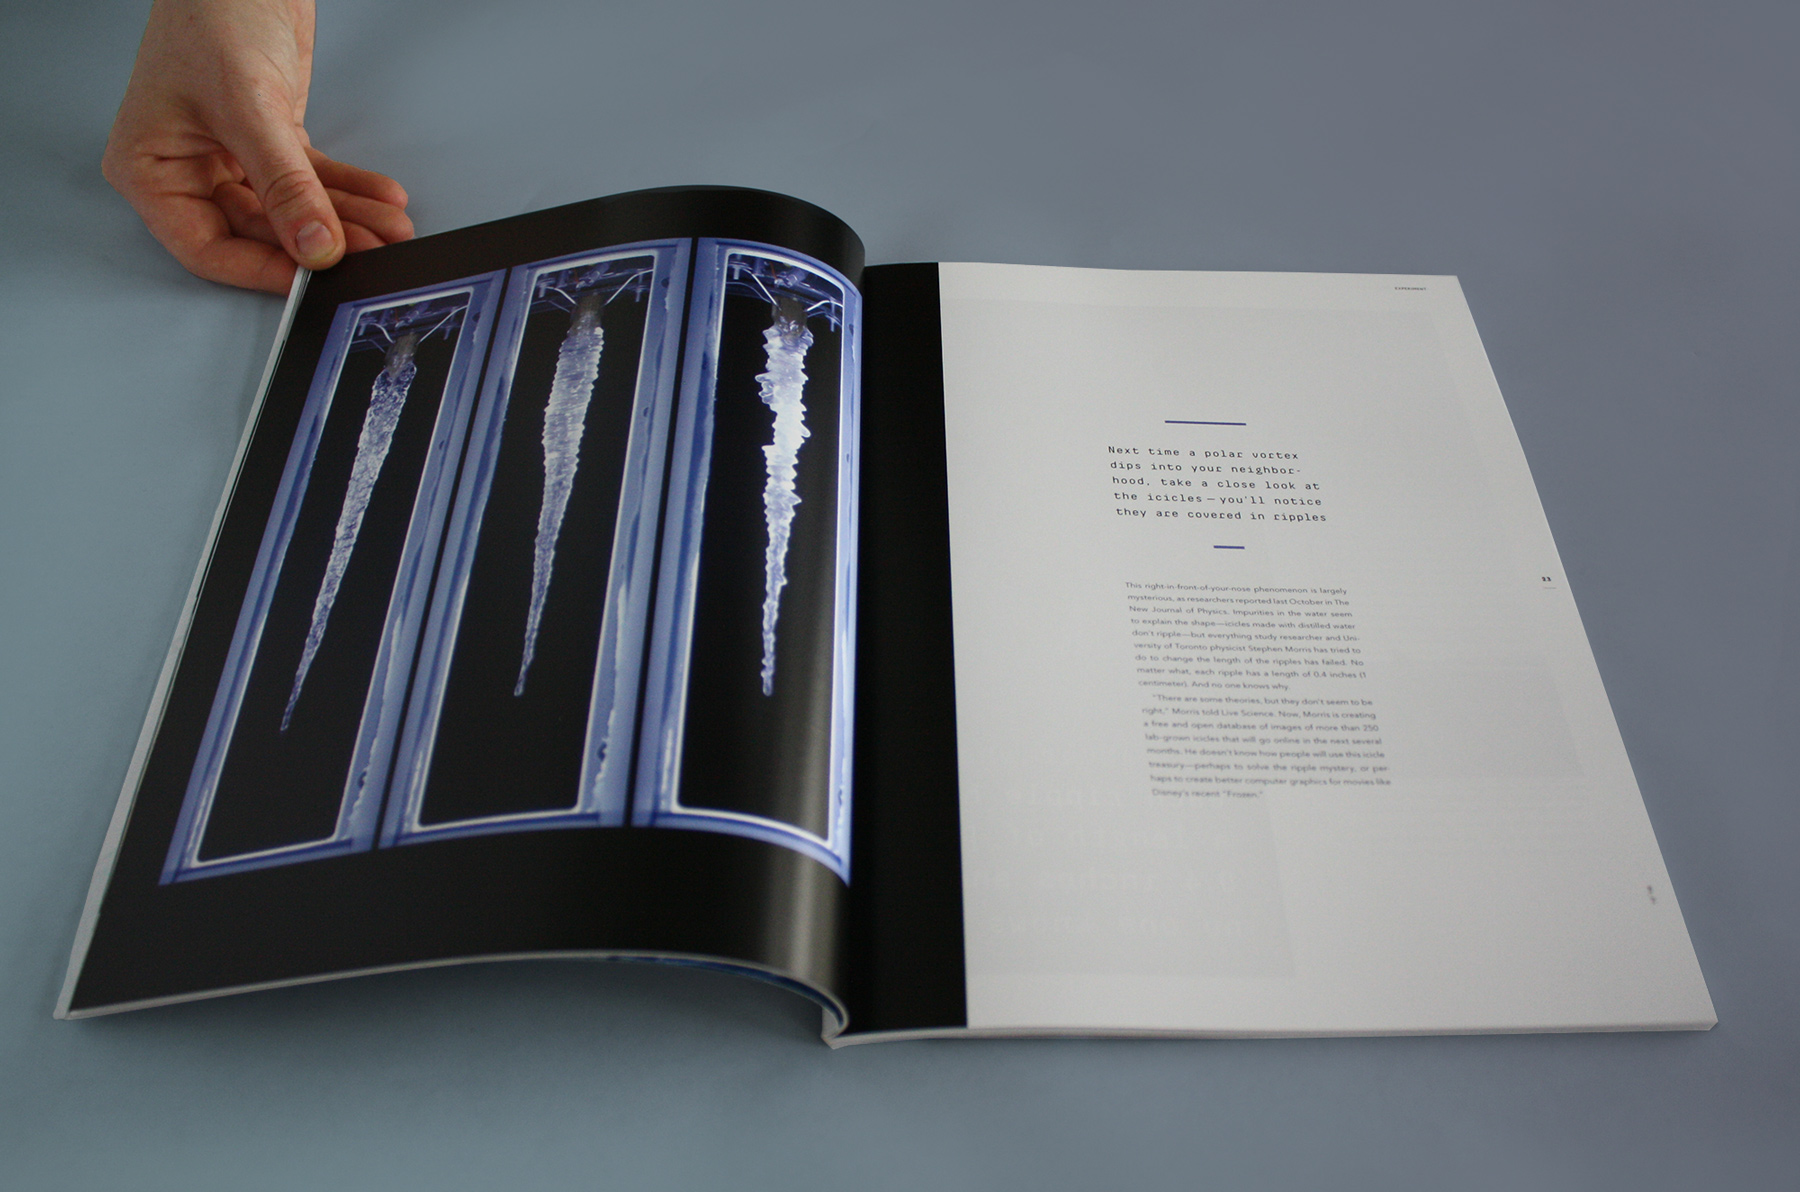 EXPERIMENT
Next time a polar vortex
dips into your neighbor-
hood, take a close look at
the icicles — you'll notice
they are covered in ripples
33
This right-in-front-of-your-nose phenomenon is largely
mysterious, as researchers reported last October in The
New Journal of Physics. Impurities in the water seem
to explain the shape—icicles made with distilled water
don't ripple—but everything study researcher and Uni-
versity of Toronto physicist Stephen Morris has tried to
do to change the length of the ripples has failed. No
matter what, each ripple has a length of 0.4 inches (1
centimeter). And no one knows why.
"There are some theories, but they don't seem to be
right," Morris told Live Science. Now, Morris is creating
a free and open database of images of more than 250
lab-grown icicles that will go online in the next several
months. He doesn't know how people will use this icicle
treasury—perhaps to solve the ripple mystery, or per-
haps to create better computer graphics for movies like
Disney's recent "Frozen."